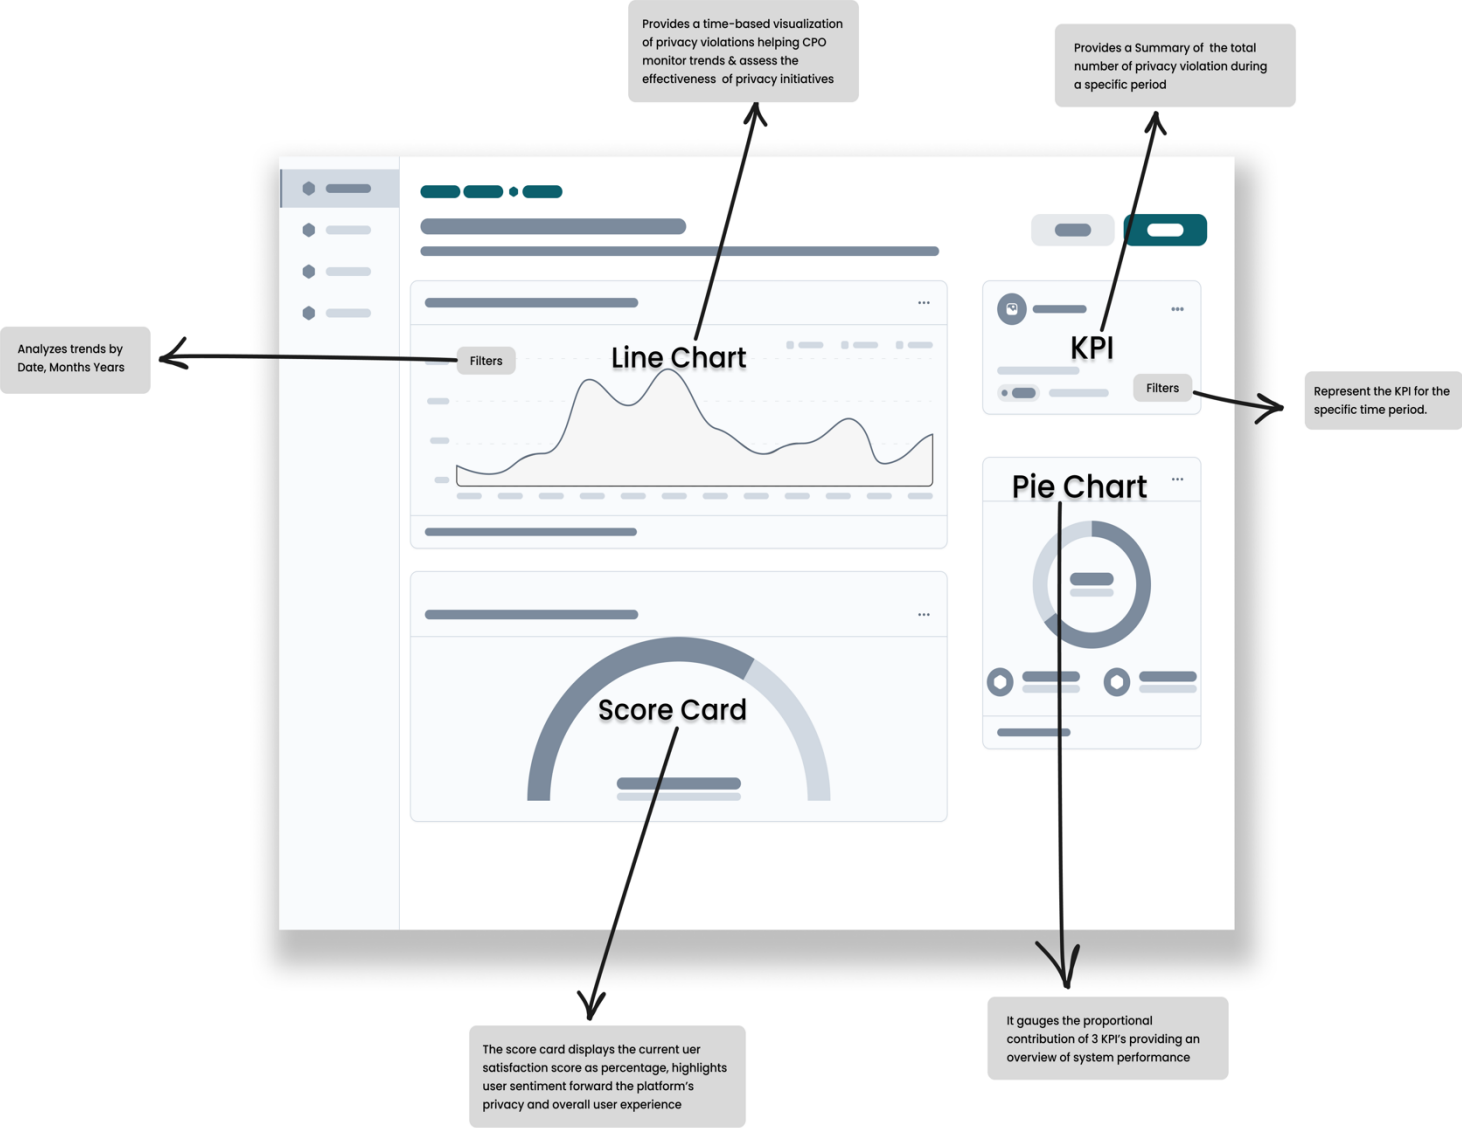 Provides a time-based visualization
of privacy violations helping CPO
monitor trends & assess the
effectiveness of privacy initiatives
Provides a Summary of the total
number of privacy violation during
a specific period
Analyzes trends by
Date, Months Years
Filters
Line Chart
KPI
Filters
Represent the KPI for the
specific time period.
Pie Chart
Score Card
The score card displays the current uer
satisfaction score as percentage, highlights
user sentiment forward the platform's
privacy and overall user experience
It gauges the proportional
contribution of 3 KPI's providing an
overview of system performance